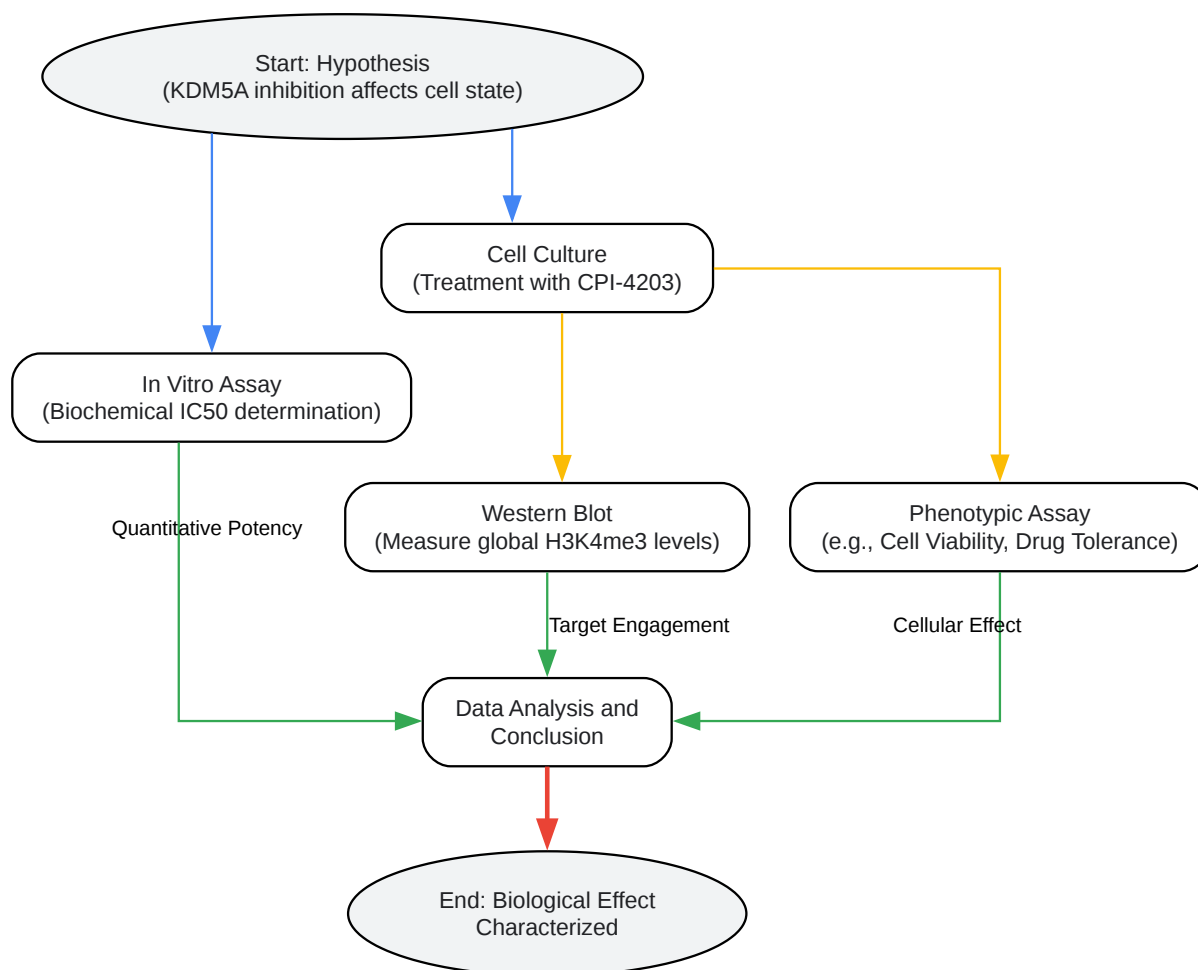 Start: Hypothesis
(KDM5A inhibition affects cell state)
Cell Culture
(Treatment with CPI-4203)
In Vitro Assay
(Biochemical IC50 determination)
Western Blot
(Measure global H3K4me3 levels)
Phenotypic Assay
(e.g., Cell Viability, Drug Tolerance)
Quantitative Potency
Target Engagement
Cellular Effect
Data Analysis and
Conclusion
End: Biological Effect
Characterized